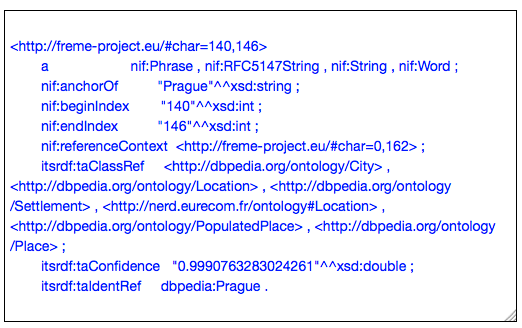 <http://freme-project.eu/#char=140,146>
a nif:Phrase , nif:RFC5147String , nif:String , nif:Word ;
nif:anchorOf "Prague"^^xsd:string ;
nif:beginIndex "140"^^xsd:int ;
nif:endIndex "146"^^xsd:int ;
nif:referenceContext <http://freme-project.eu/#char=0,162> ;
itsrdf:taClassRef <http://dbpedia.org/ontology/City> ,
<http://dbpedia.org/ontology/Location> , <http://dbpedia.org/ontology
/Settlement> , <http://nerd.eurecom.fr/ontology#Location> ,
<http://dbpedia.org/ontology/PopulatedPlace> , <http://dbpedia.org/ontology
/Place> ;
itsrdf:taConfidence "0.9990763283024261"^^xsd:double ;
itsrdf:taIdentRef dbpedia:Prague .